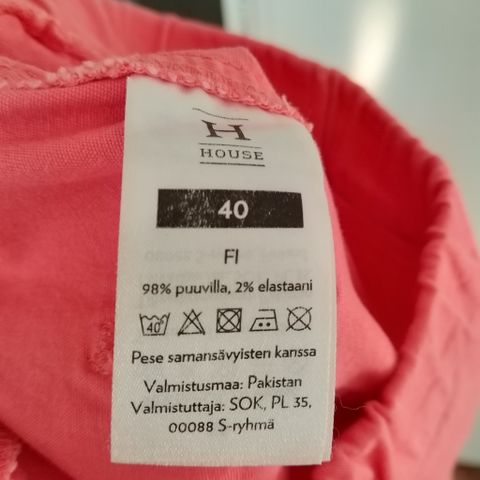 H
HOUSE
40
FI
98% puuvilla, 2% elastaani
40°
Pese samansävyisten kanssa
Valmistusmaa: Pakistan
Valmistuttaja: SOK, PL 35,
00088 S-ryhmä